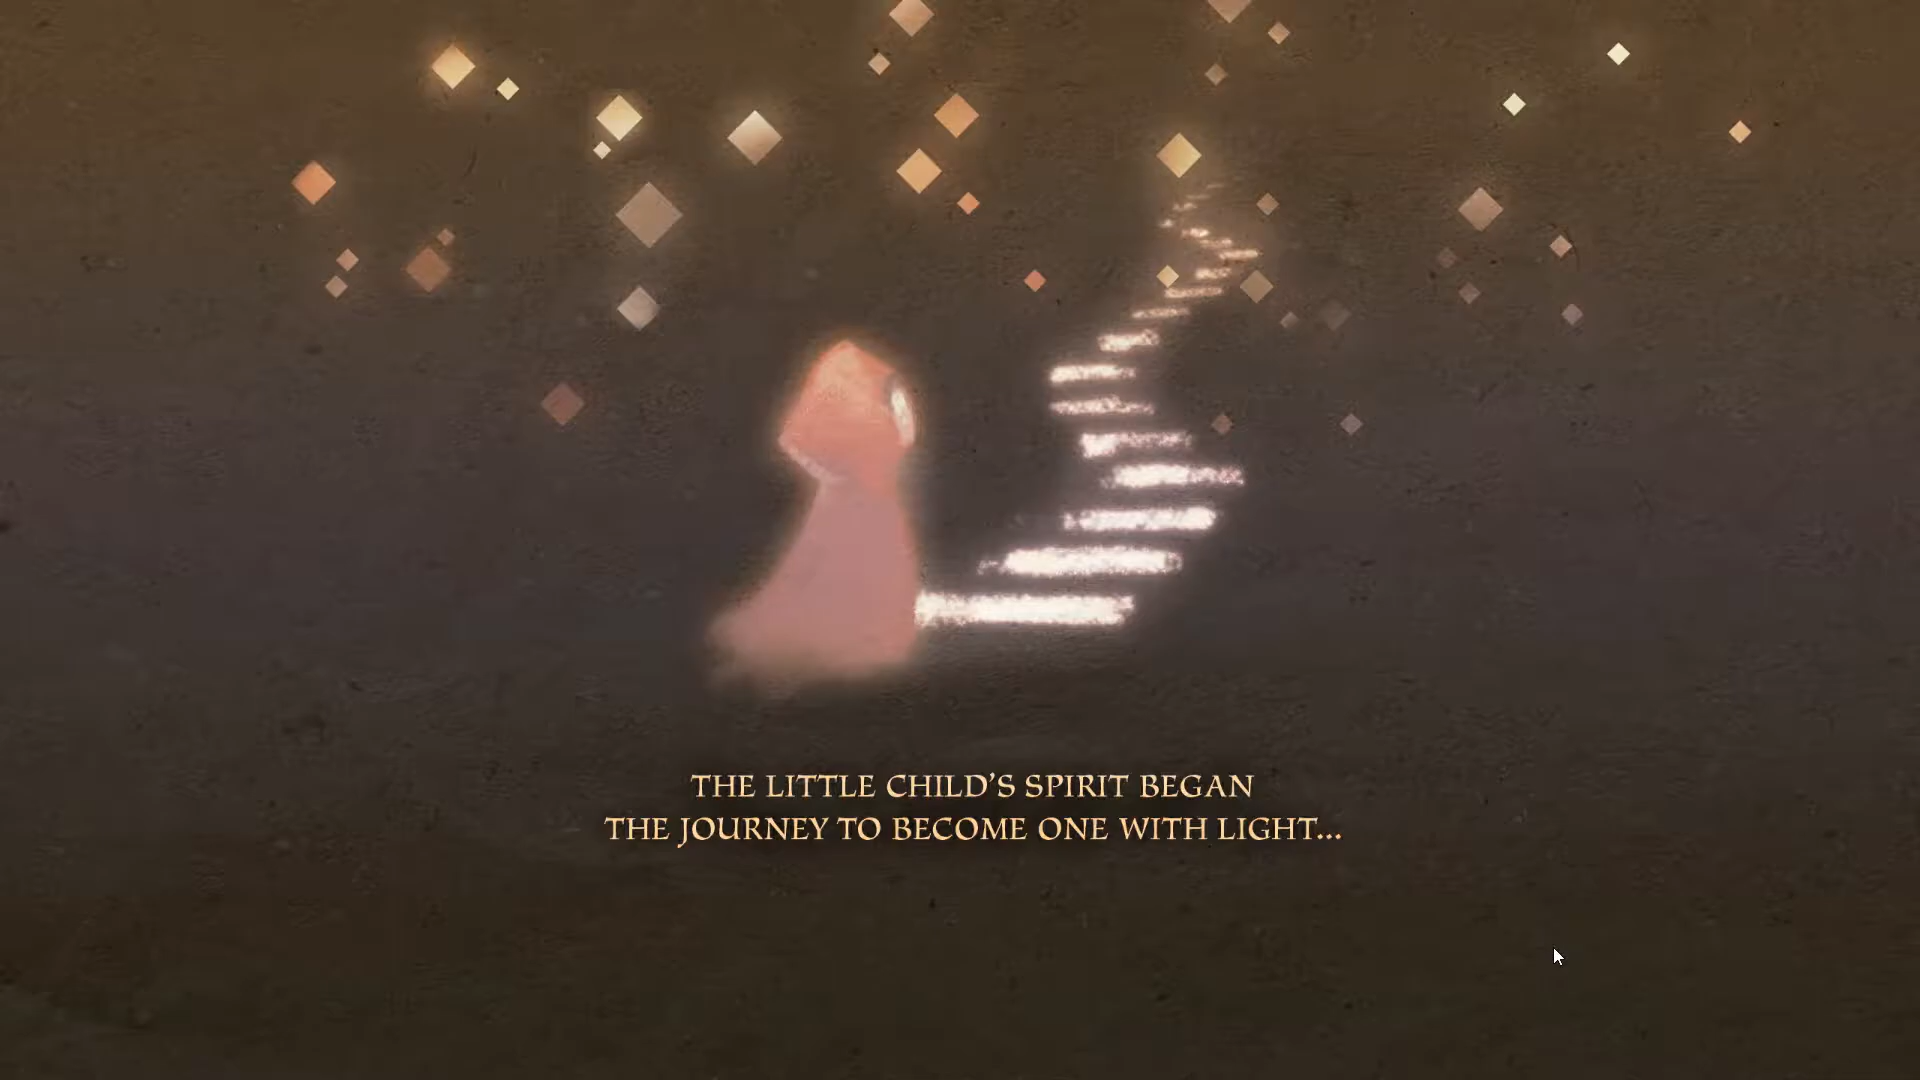 THE LITTLE CHILD’S SPIRIT BEGAN
THE JOURNEY TO BECOME ONE WITH LIGHT...